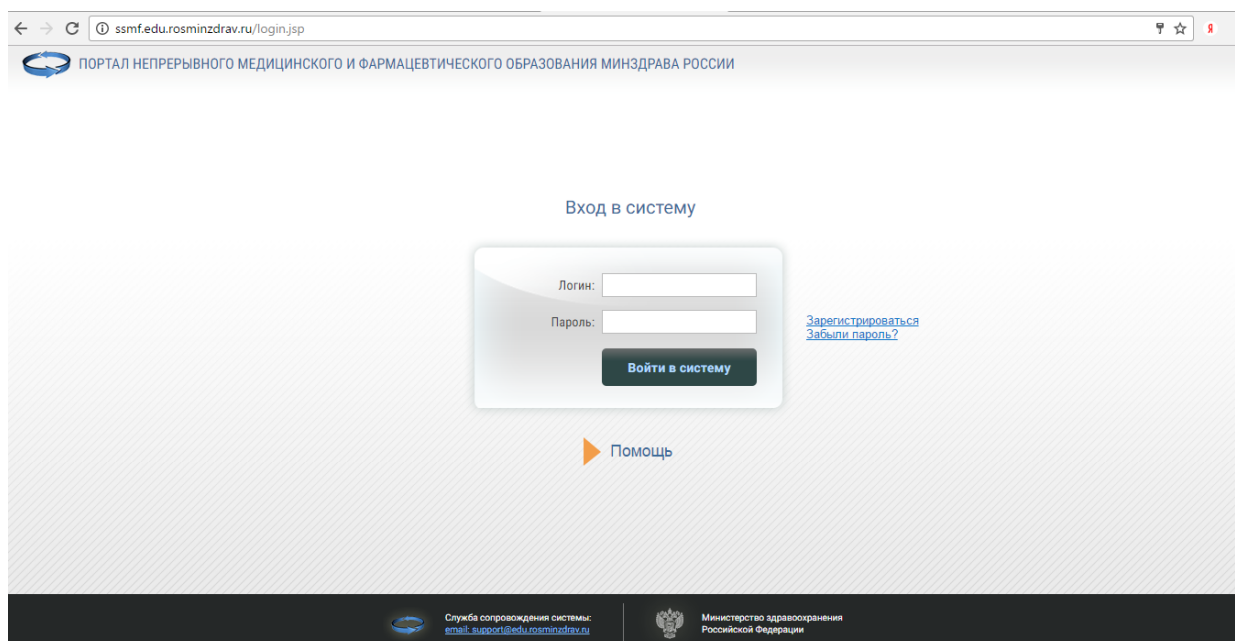 ssmf.edu.rosminzdrav.ru/login.jsp
Я
ПОРТАЛ НЕПРЕРЫВНОГО МЕДИЦИНСКОГО И ФАРМАЦЕВТИЧЕСКОГО ОБРАЗОВАНИЯ МИНЗДРАВА РОССИИ
Вход в систему
Логин:
Пароль:
Зарегистрироваться
Забыли пароль?
Войти в систему
Помощь
Служба сопровождения системы:
email: support@edu.rosminzdrav.ru
Министерство здравоохранения
Российской Федерации